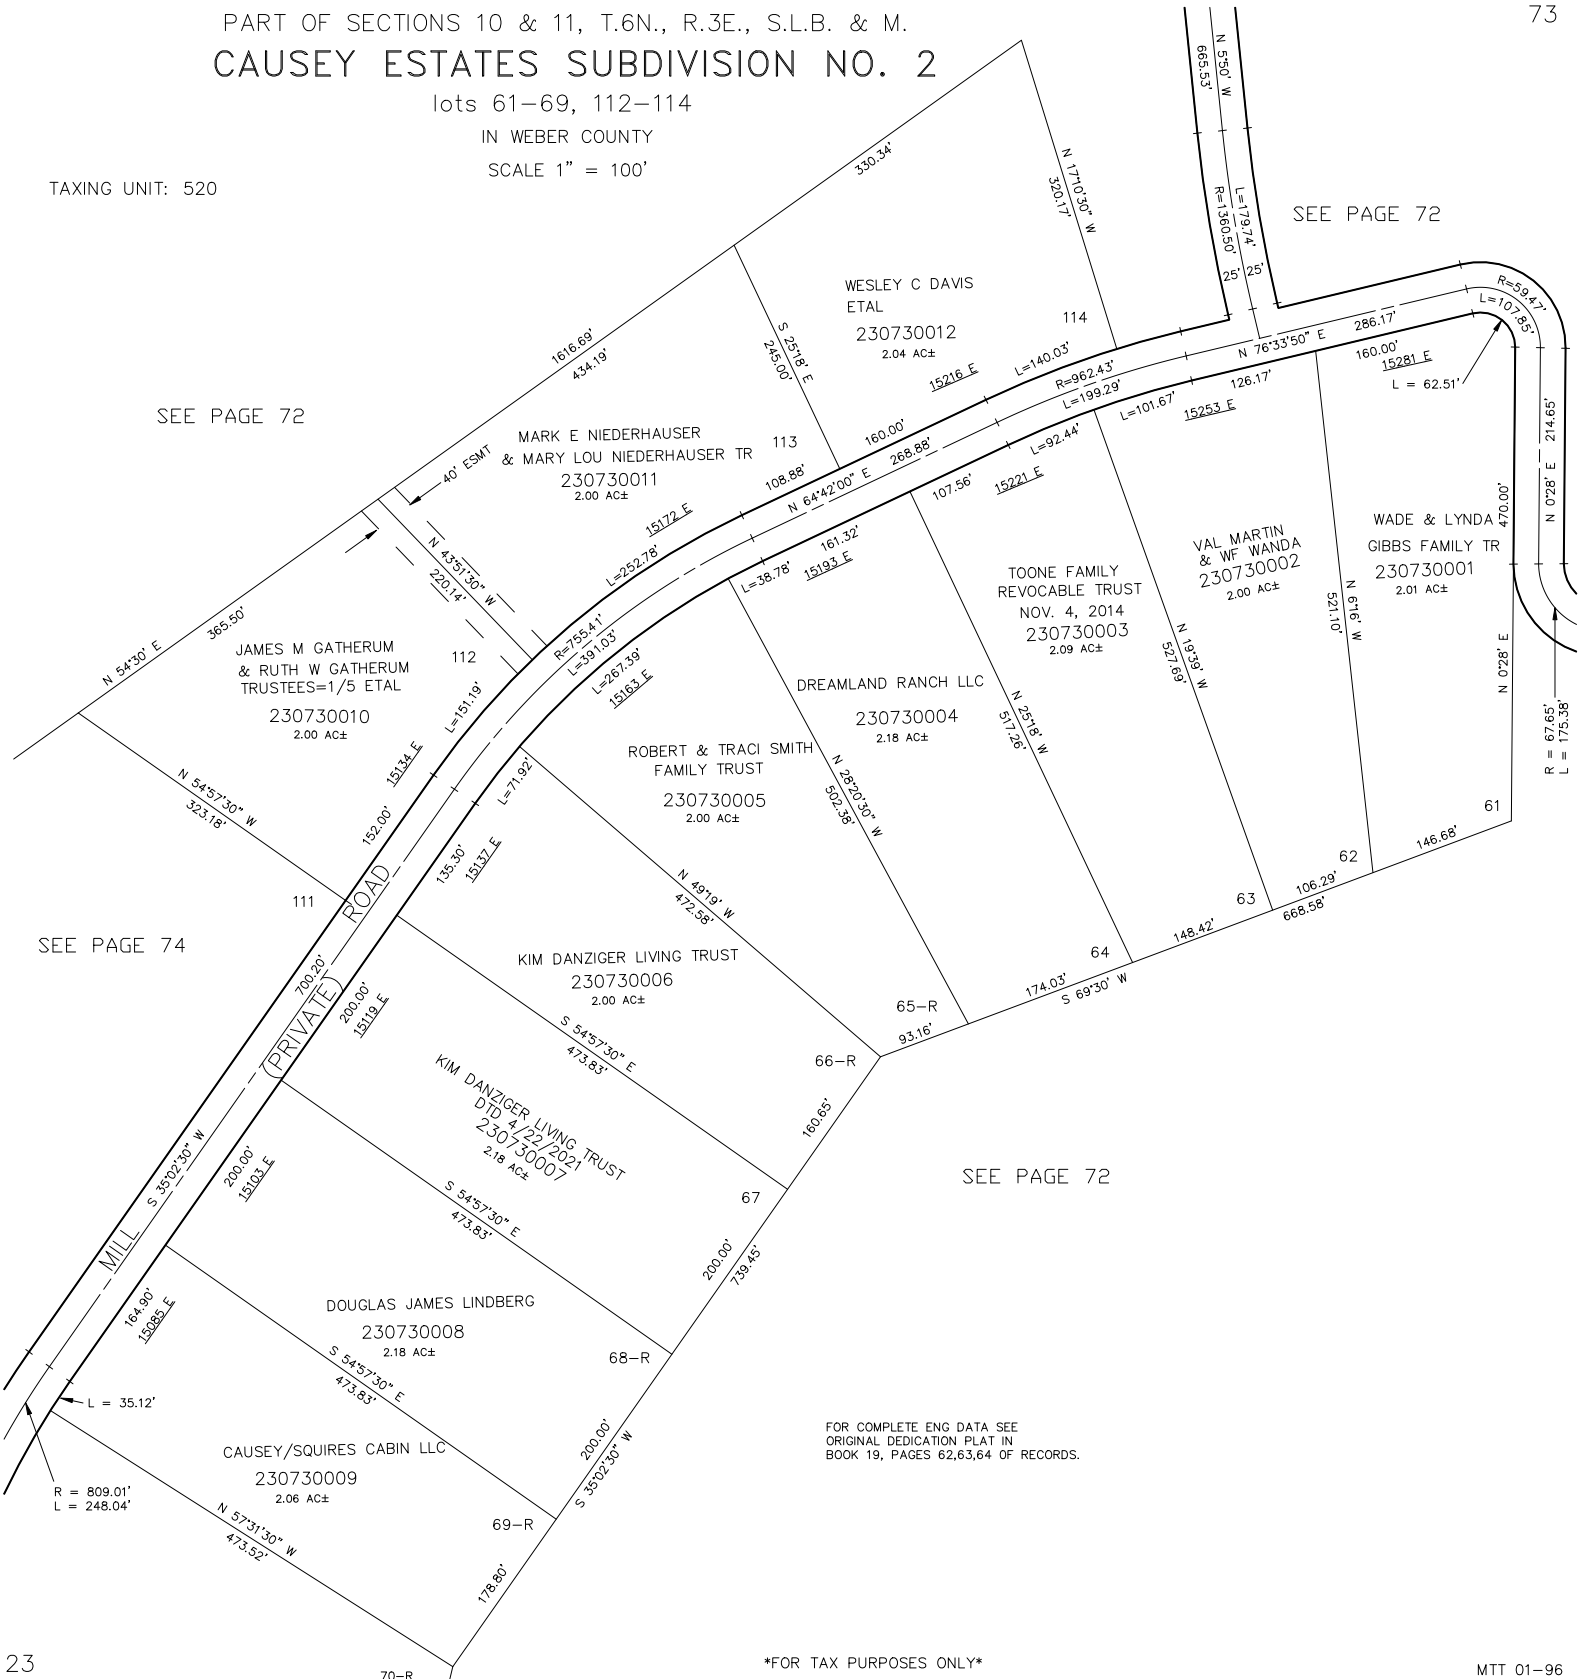 PART OF SECTIONS 10 & 11, T.6N., R.3E., S.L.B. & M.
CAUSEY ESTATES SUBDIVISION NO. 2
lots 61-69, 112-114
IN WEBER COUNTY
SCALE 1" = 100'
73
TAXING UNIT: 520
N 5°50' W
665.53'
L=179.74'
R=1360.50'
25' 25'
SEE PAGE 72
330.34'
N 17°10'30" W
320.17'
WESLEY C DAVIS
ETAL
230730012
2.04 AC±
114
1616.69'
434.19'
S 25°18' E
245.00'
L=140.03'
15216 E
R=962.43'
L=199.29'
N 76°33'50" E 286.17'
R=59.47'
L=107.85'
160.00'
15281 E
L = 62.51'
126.17'
15253 E
L=101.67'
L=92.44'
SEE PAGE 72
40' ESMT
MARK E NIEDERHAUSER
& MARY LOU NIEDERHAUSER TR
230730011
2.00 AC±
113
160.00'
108.88'
N 64°42'00" E 268.88'
107.56'
15221 E
161.32'
15193 E
L=38.78'
15172 E
L=252.78'
N 43°51'30" W
220.14'
R=755.41'
L=391.03'
L=267.39'
15163 E
365.50'
N 54°30' E
JAMES M GATHERUM
& RUTH W GATHERUM
TRUSTEES=1/5 ETAL
230730010
2.00 AC±
112
L=151.19'
15134 E
152.00'
N 54°57'30" W
323.18'
L=71.92'
135.30'
15137 E
WADE & LYNDA
GIBBS FAMILY TR
230730001
2.01 AC±
470.00'
N 0°28' E
N 0°28' E 214.65'
R = 67.65'
L = 175.38'
61
VAL MARTIN
& WF WANDA
230730002
2.00 AC±
N 6°16' W
521.10'
62
TOONE FAMILY
REVOCABLE TRUST
NOV. 4, 2014
230730003
2.09 AC±
N 19°39' W
527.69'
63
DREAMLAND RANCH LLC
230730004
2.18 AC±
N 25°18' W
517.26'
64
ROBERT & TRACI SMITH
FAMILY TRUST
230730005
2.00 AC±
N 28°20'30" W
502.38'
65-R
146.68'
106.29'
668.58'
148.42'
174.03'
S 69°30' W
93.16'
111
ROAD
SEE PAGE 74
700.20'
(PRIVATE)
200.00'
15119 E
N 49°19' W
472.58'
KIM DANZIGER LIVING TRUST
230730006
2.00 AC±
66-R
S 54°57'30" E
473.83'
160.65'
KIM DANZIGER LIVING TRUST
DTD 4/22/2021
230730007
2.18 AC±
67
SEE PAGE 72
S 35°02'30" W
MILL
200.00'
15103 E
S 54°57'30" E
473.83'
200.00'
739.45'
164.90'
15085 E
DOUGLAS JAMES LINDBERG
230730008
2.18 AC±
68-R
S 54°57'30" E
473.83'
L = 35.12'
200.00'
S 35°02'30" W
CAUSEY/SQUIRES CABIN LLC
230730009
2.06 AC±
69-R
R = 809.01'
L = 248.04'
N 57°31'30" W
473.52'
178.80'
FOR COMPLETE ENG DATA SEE
ORIGINAL DEDICATION PLAT IN
BOOK 19, PAGES 62,63,64 OF RECORDS.
23
70-R
*FOR TAX PURPOSES ONLY*
MTT 01-96